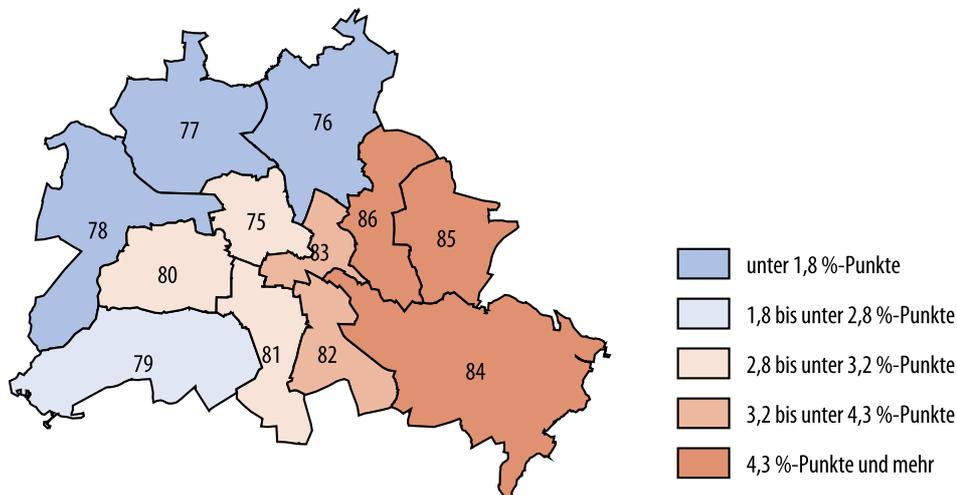 76
77
75
86
78
85
83
80
81
79
82
84
unter 1,8 %-Punkte
1,8 bis unter 2,8 %-Punkte
2,8 bis unter 3,2 %-Punkte
3,2 bis unter 4,3 %-Punkte
4,3 %-Punkte und mehr